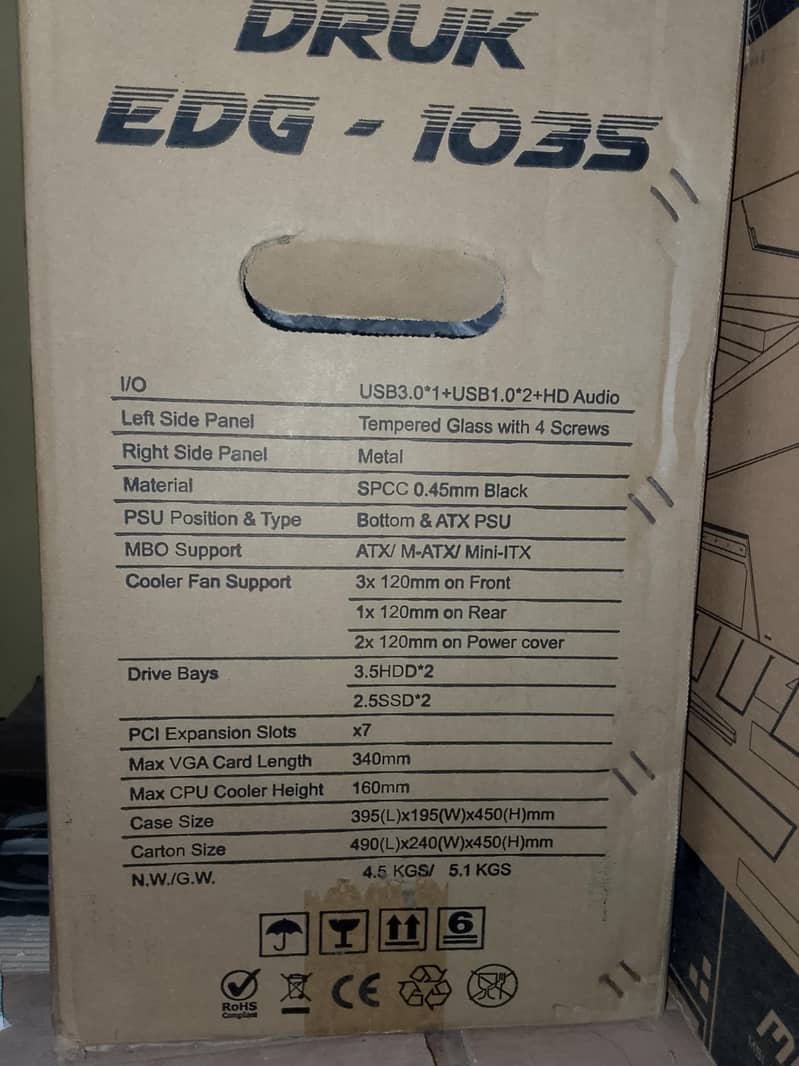 DRUK
EDG - 1035
I/O USB3.0*1+USB1.0*2+HD Audio
Left Side Panel Tempered Glass with 4 Screws
Right Side Panel Metal
Material SPCC 0.45mm Black
PSU Position & Type Bottom & ATX PSU
MBO Support ATX/ M-ATX/ Mini-ITX
Cooler Fan Support 3x 120mm on Front
1x 120mm on Rear
2x 120mm on Power cover
Drive Bays 3.5HDD*2
2.5SSD*2
PCI Expansion Slots x7
Max VGA Card Length 340mm
Max CPU Cooler Height 160mm
Case Size 395(L)x195(W)x450(H)mm
Carton Size 490(L)x240(W)x450(H)mm
N.W./G.W. 4.5 KGS/ 5.1 KGS
6
RoHS
Compliant
CE